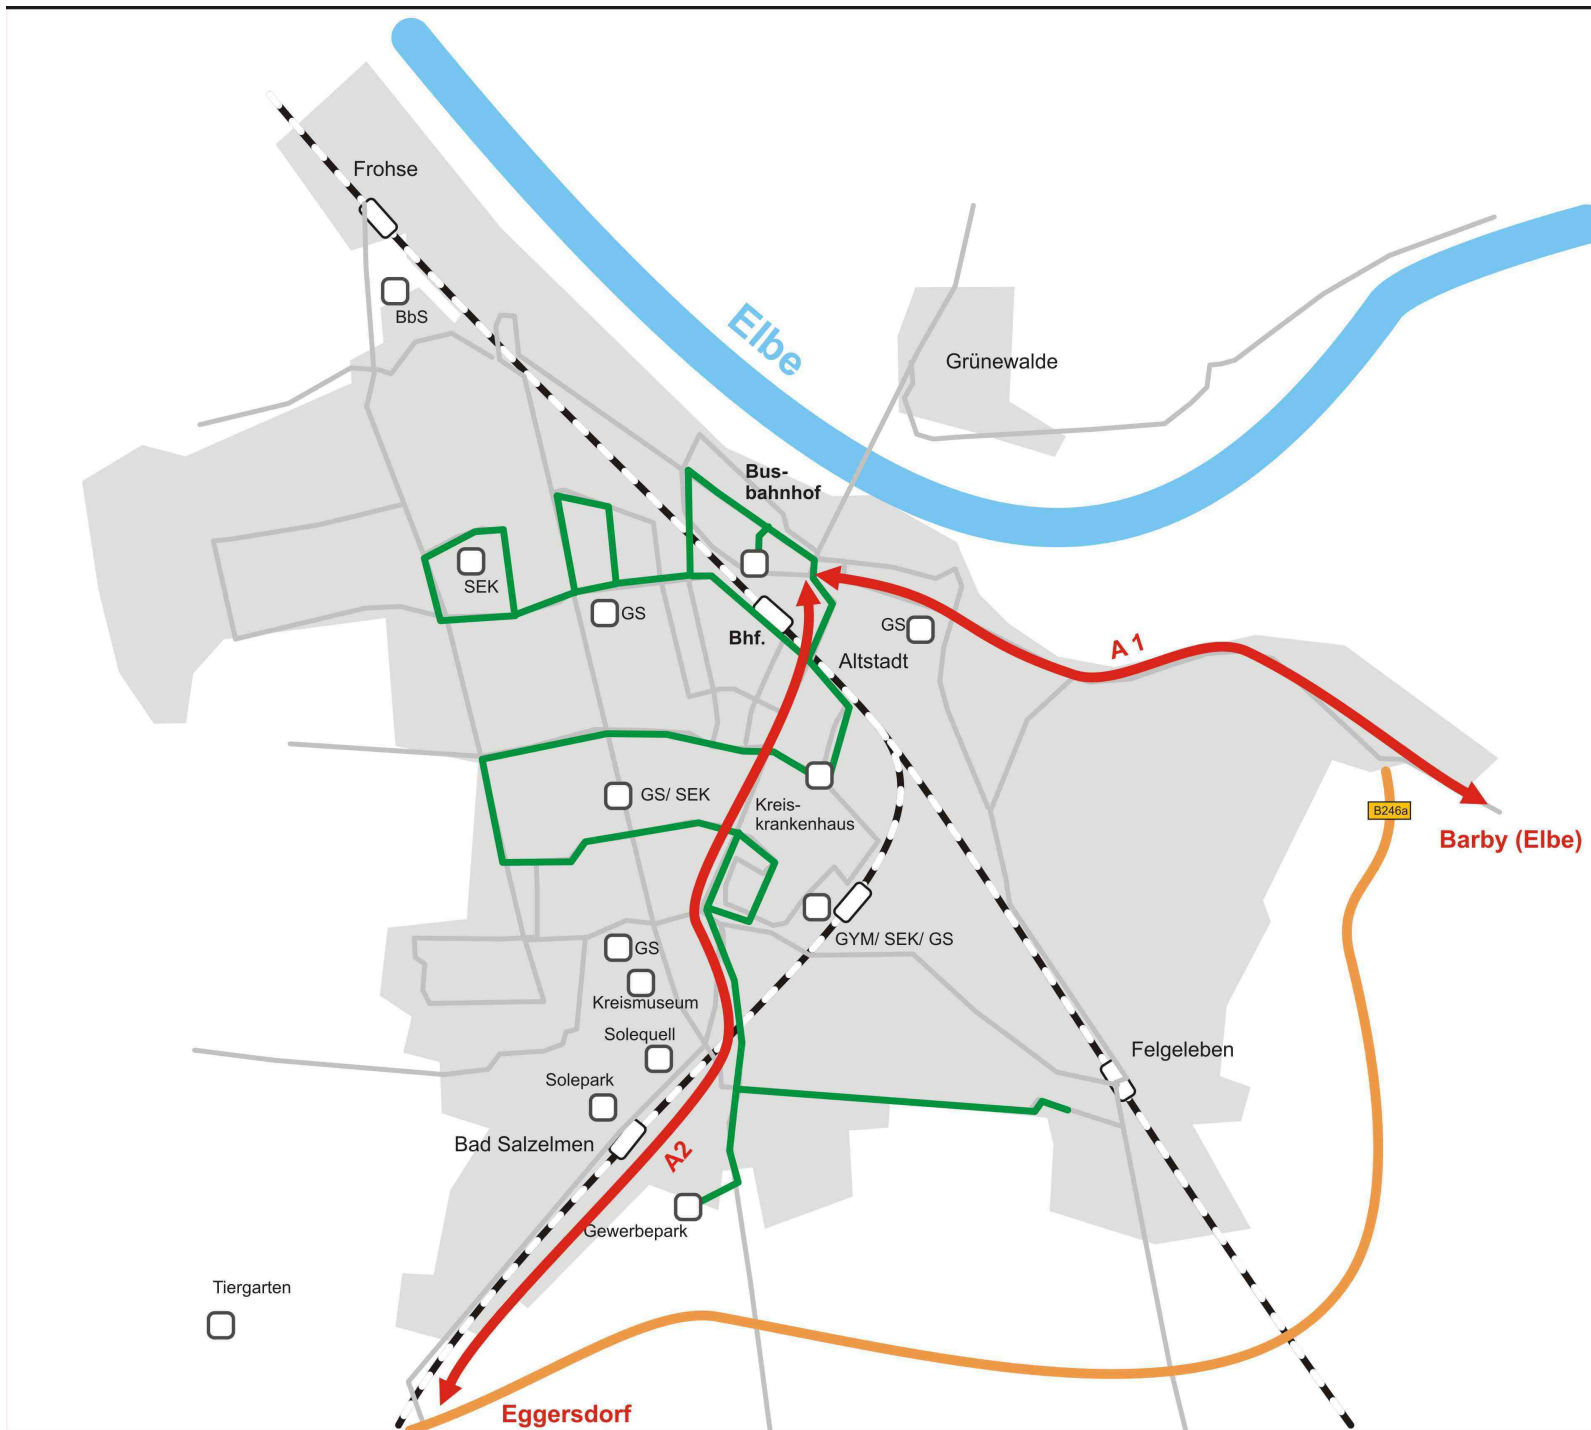 Frohse
BbS
Elbe
Grünewalde
Bus-
bahnhof
SEK
GS
Bhf.
GS
Altstadt
A 1
GS/ SEK
Kreis-
krankenhaus
B246a
Barby (Elbe)
GYM/ SEK/ GS
GS
Kreismuseum
Solequell
Felgeleben
Solepark
Bad Salzelmen
A2
Gewerbepark
Tiergarten
Eggersdorf